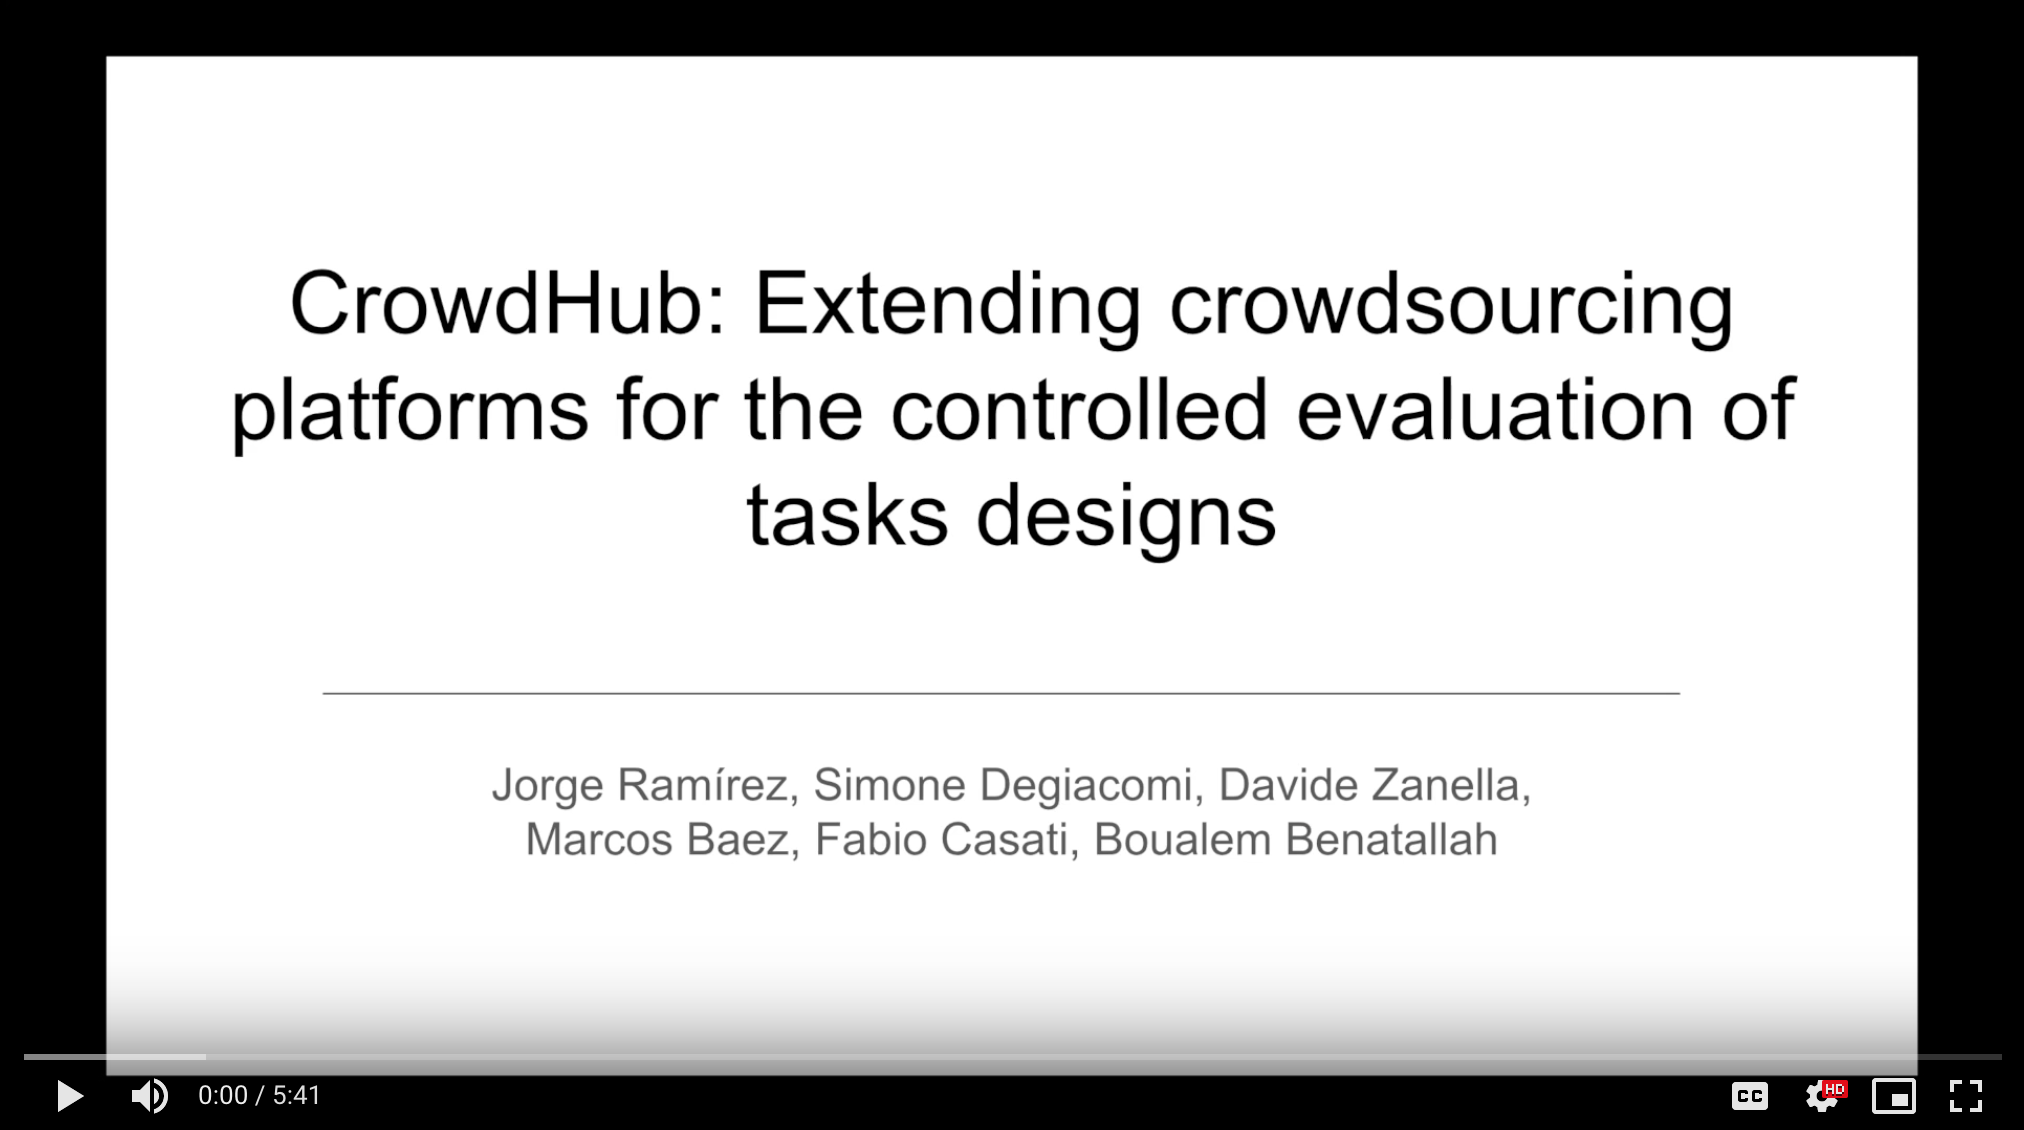 CrowdHub: Extending crowdsourcing
platforms for the controlled evaluation of
tasks designs
Jorge Ramírez, Simone Degiacomi, Davide Zanella,
Marcos Baez, Fabio Casati, Boualem Benatallah
0:00 / 5:41
CC
HD